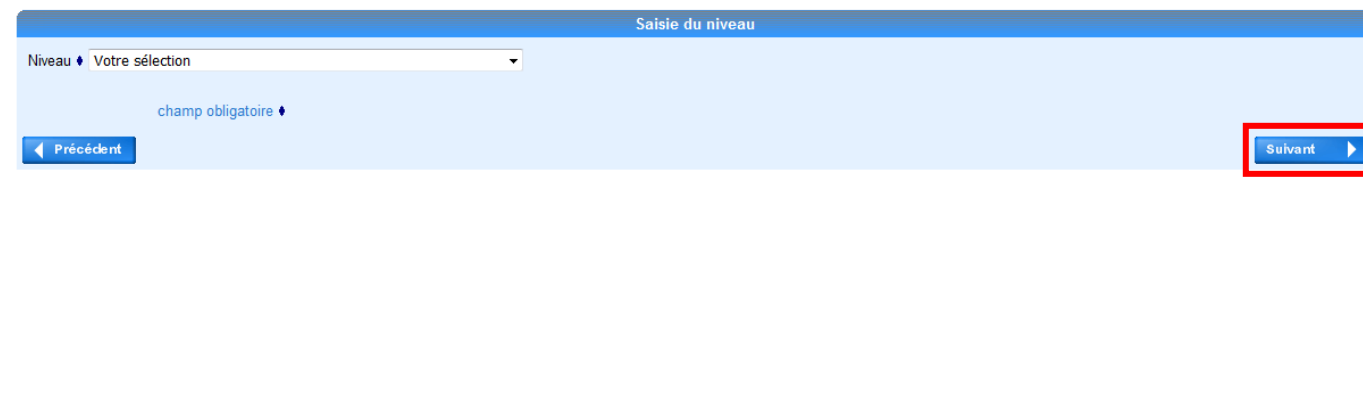 Saisie du niveau
Niveau ♦ Votre sélection
champ obligatoire ♦
Précédent
Suivant